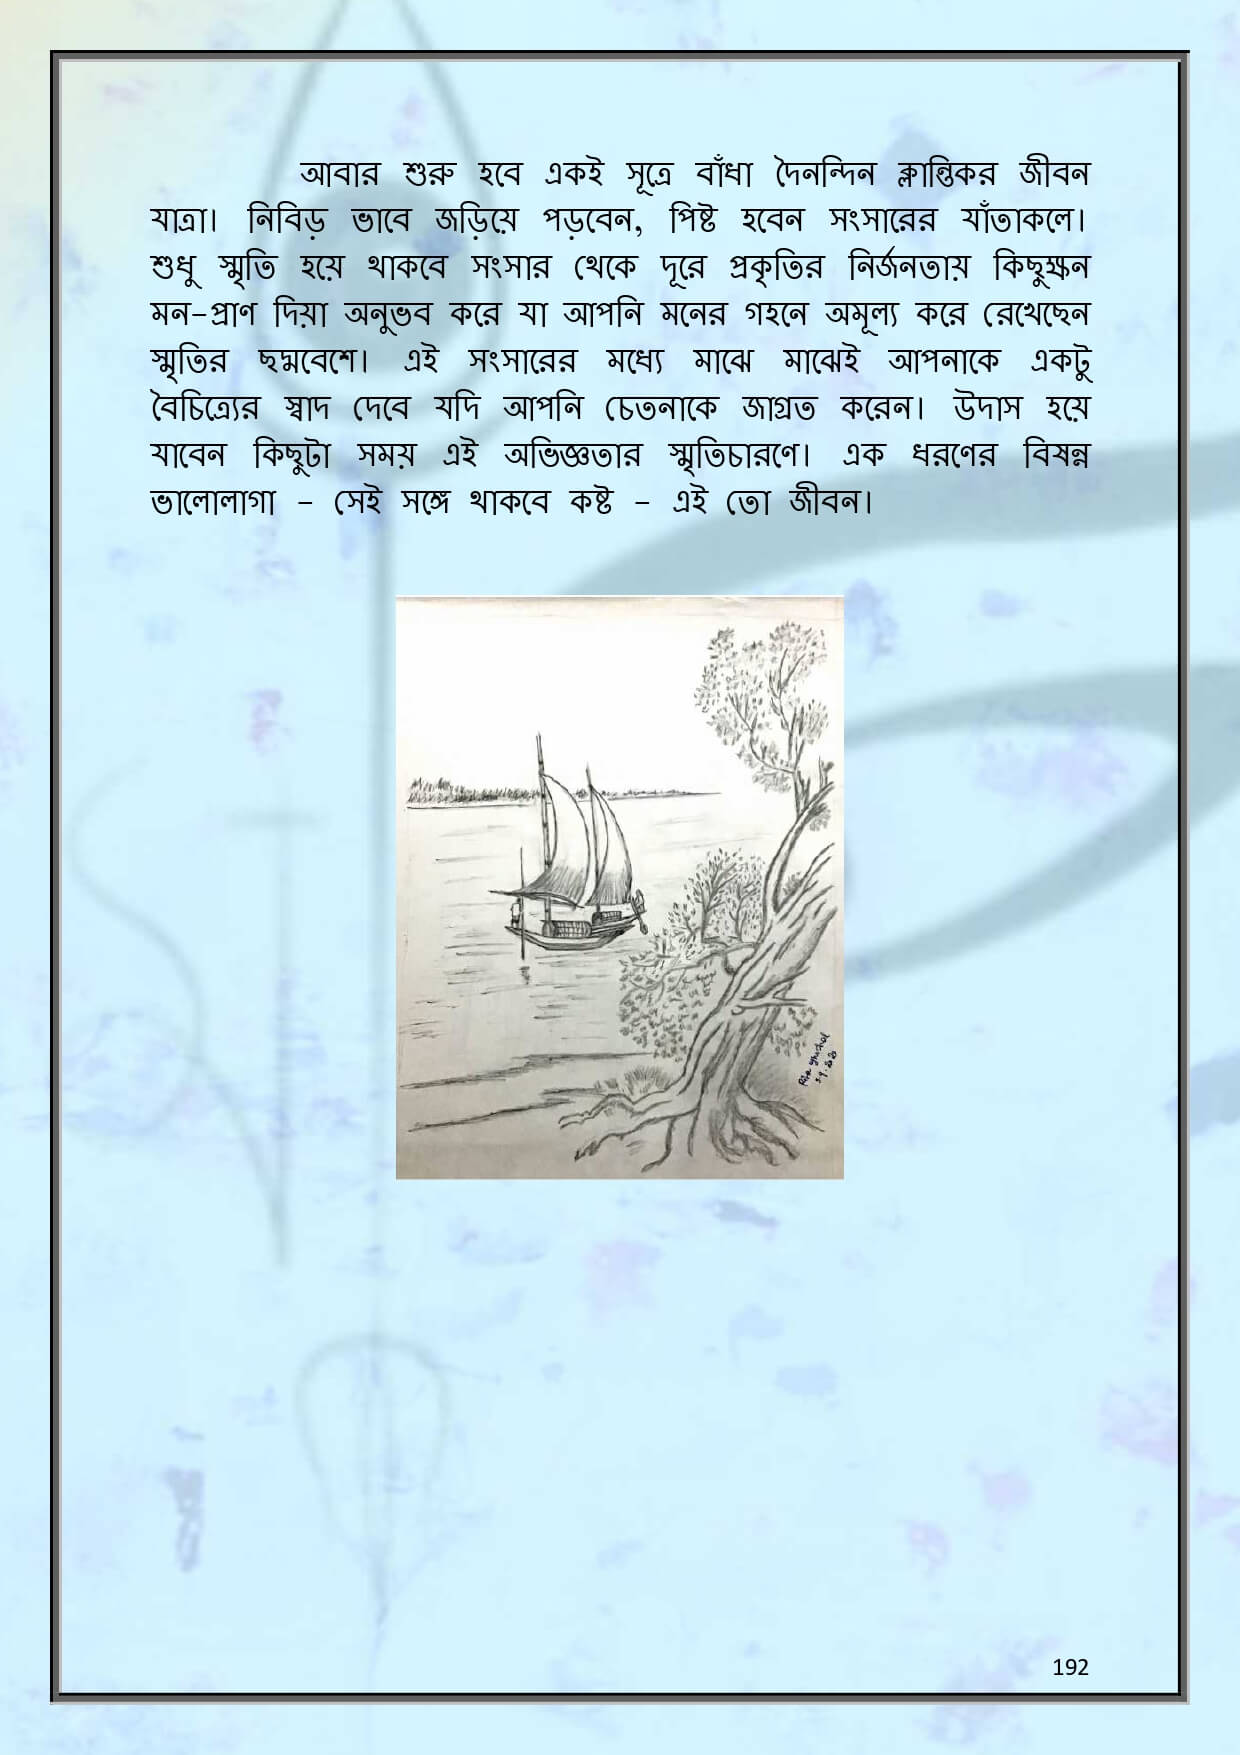 আবার শুরু হবে একই সূত্রে বাঁধা দৈনন্দিন ক্লান্তিকর জীবন
যাত্রা। নিবিড় ভাবে জড়িয়ে পড়বেন, পিষ্ট হবেন সংসারের যাঁতাকলে।
শুধু স্মৃতি হয়ে থাকবে সংসার থেকে দূরে প্রকৃতির নির্জনতায় কিছুক্ষন
মন-প্রাণ দিয়া অনুভব করে যা আপনি মনের গহনে অমূল্য করে রেখেছেন
স্মৃতির ছদ্মবেশে। এই সংসারের মধ্যে মাঝে মাঝেই আপনাকে একটু
বৈচিত্র্যের স্বাদ দেবে যদি আপনি চেতনাকে জাগ্রত করেন। উদাস হয়ে
যাবেন কিছুটা সময় এই অভিজ্ঞতার স্মৃতিচারণে। এক ধরণের বিষন্ন
ভালোলাগা - সেই সঙ্গে থাকবে কষ্ট - এই তো জীবন।
192